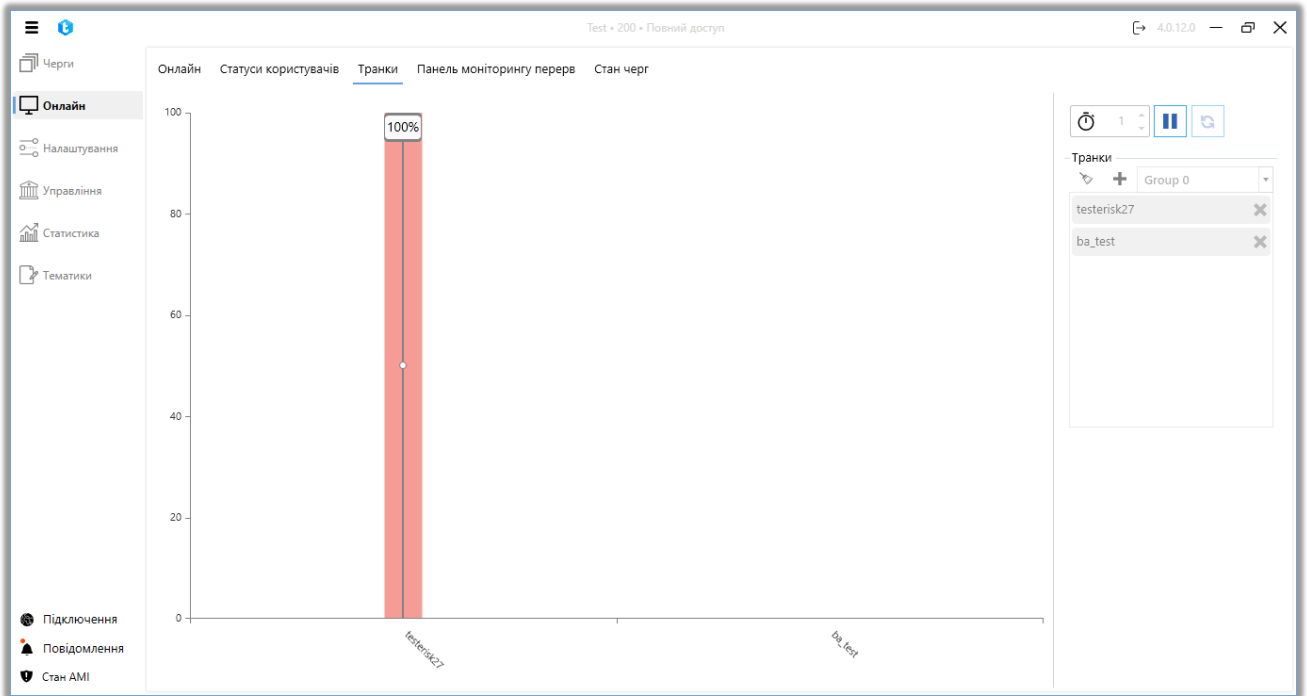 Test • 200 • Повний доступ
4.0.12.0
Черги
Онлайн
Налаштування
Управління
Статистика
Тематики
Підключення
Повідомлення
Стан AMI
Онлайн Статуси користувачів Транки Панель моніторингу перерв Стан черг
100
80
60
40
20
0
100%
testerisk27
ba_test
1
Транки
Group 0
testerisk27
ba_test